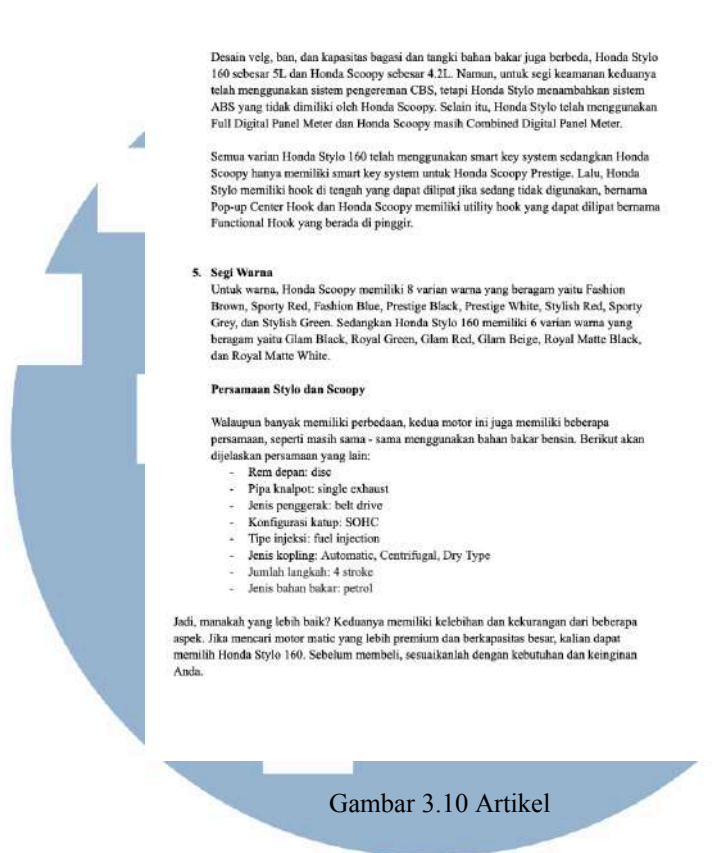 Desain velg, ban, dan kapasitas bagasi dan tangki bahan bakar juga berbeda, Honda Stylo
160 sebesar 5L dan Honda Scoopy sebesar 4.2L. Namun, untuk segi keamanan keduanya
telah menggunakan sistem pengereman CBS, tetapi Honda Stylo menambahkan sistem
ABS yang tidak dimiliki oleh Honda Scoopy. Selain itu, Honda Stylo telah menggunakan
Full Digital Panel Meter dan Honda Scoopy masih Combined Digital Panel Meter.
Semua varian Honda Stylo 160 telah menggunakan smart key system sedangkan Honda
Scoopy hanya memiliki smart key system untuk Honda Scoopy Prestige. Lalu, Honda
Stylo memiliki hook di tengah yang dapat dilipat jika sedang tidak digunakan, bernama
Pop-up Center Hook dan Honda Scoopy memiliki utility hook yang dapat dilipat bernama
Functional Hook yang berada di pinggir.
5. Segi Warna
Untuk warna, Honda Scoopy memiliki 8 varian warna yang beragam yaitu Fashion
Brown, Sporty Red, Fashion Blue, Prestige Black, Prestige White, Stylish Red, Sporty
Grey, dan Stylish Green. Sedangkan Honda Stylo 160 memiliki 6 varian warna yang
beragam yaitu Glam Black, Royal Green, Glam Red, Glam Beige, Royal Matte Black,
dan Royal Matte White.
Persamaan Stylo dan Scoopy
Walaupun banyak memiliki perbedaan, kedua motor ini juga memiliki beberapa
persamaan, seperti masih sama - sama menggunakan bahan bakar bensin. Berikut akan
dijelaskan persamaan yang lain:
- Rem depan: disc
- Pipa knalpot: single exhaust
- Jenis penggerak: belt drive
- Konfigurasi katup: SOHC
- Tipe injeksi: fuel injection
- Jenis kopling: Automatic, Centrifugal, Dry Type
- Jumlah langkah: 4 stroke
- Jenis bahan bakar: petrol
Jadi, manakah yang lebih baik? Keduanya memiliki kelebihan dan kekurangan dari beberapa
aspek. Jika mencari motor matic yang lebih premium dan berkapasitas besar, kalian dapat
memilih Honda Stylo 160. Sebelum membeli, sesuaikanlah dengan kebutuhan dan keinginan
Anda.
Gambar 3.10 Artikel